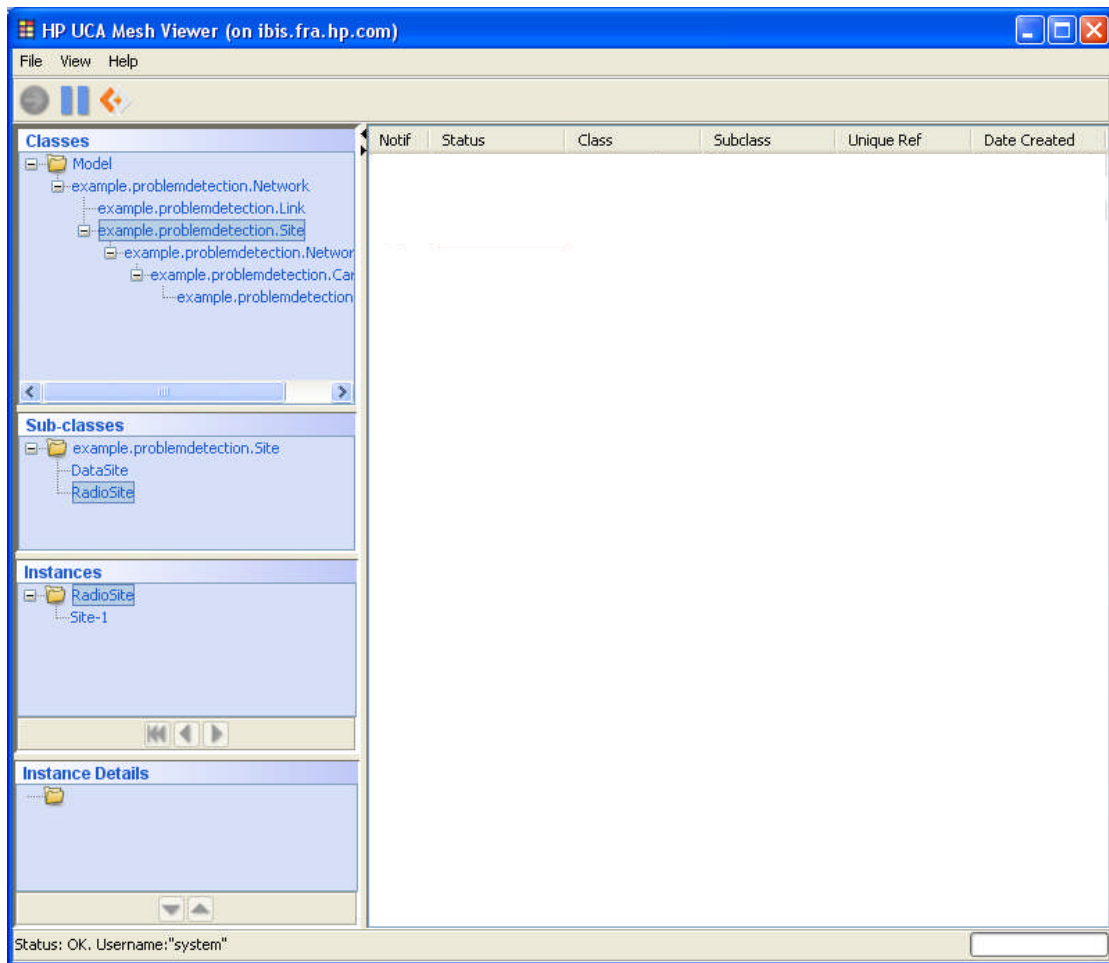 HP UCA Mesh Viewer (on ibis.fra.hp.com)
File View Help
Classes
Model
example.problemdetection.Network
example.problemdetection.Link
example.problemdetection.Site
example.problemdetection.Networ
example.problemdetection.Car
example.problemdetection
Sub-classes
example.problemdetection.Site
DataSite
RadioSite
Instances
RadioSite
Site-1
Instance Details
Notif Status Class Subclass Unique Ref Date Created
Status: OK. Username:"system"